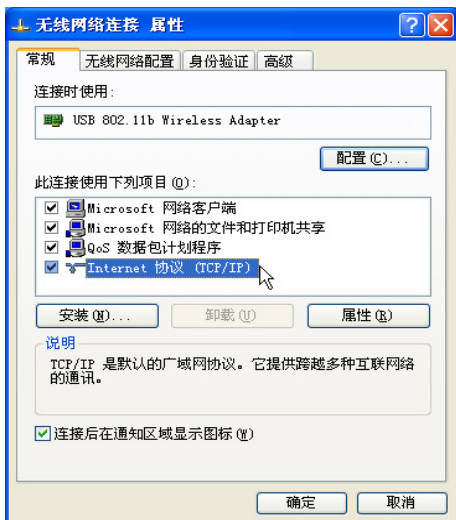 无线网络连接 属性
常规
无线网络配置
身份验证
高级
连接时使用:
USB 802.11b Wireless Adapter
配置(C)...
此连接使用下列项目(O):
Microsoft 网络客户端
Microsoft 网络的文件和打印机共享
QoS 数据包计划程序
Internet 协议 (TCP/IP)
安装(N)...
卸载(U)
属性(R)
说明
TCP/IP 是默认的广域网协议。它提供跨越多种互联网络
的通讯。
连接后在通知区域显示图标(W)
确定
取消